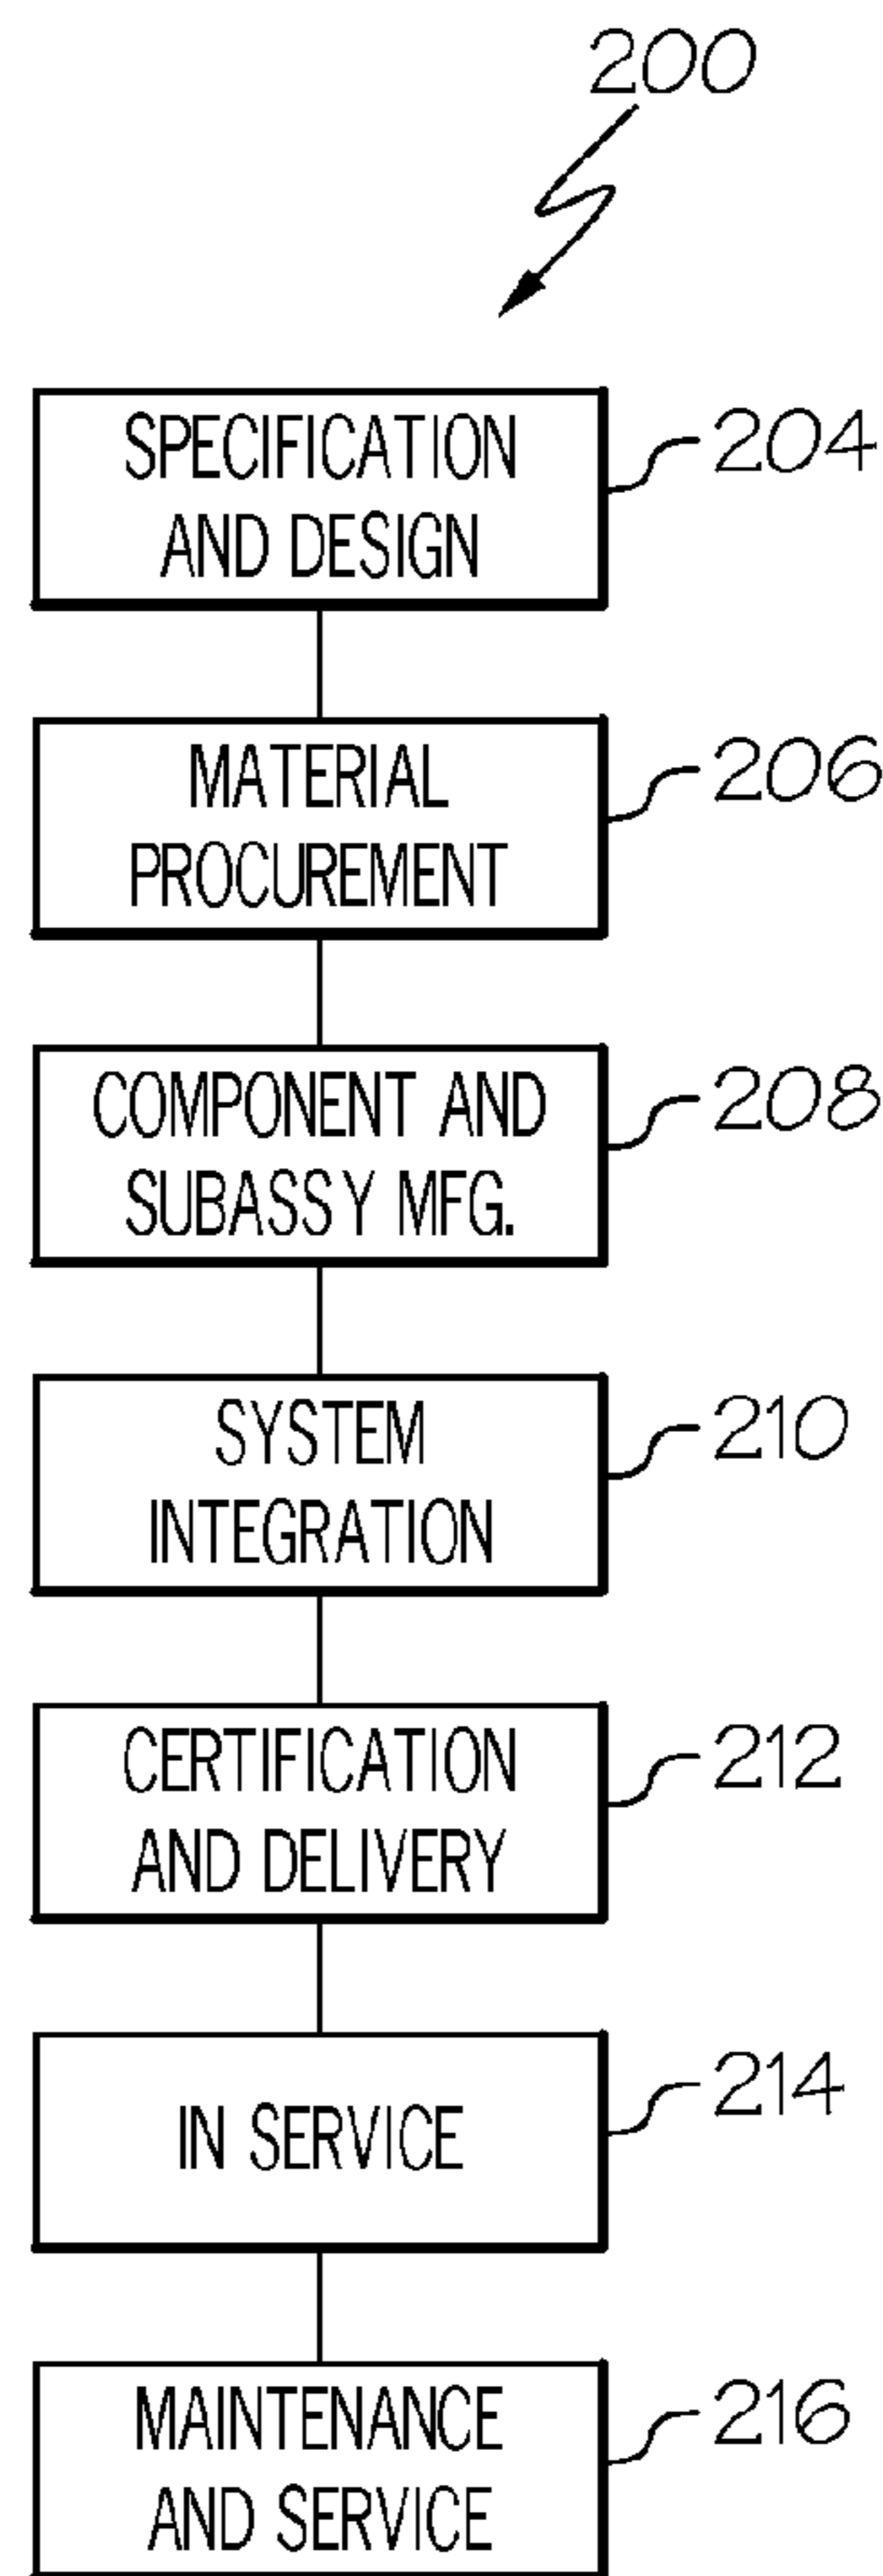 200
SPECIFICATION
AND DESIGN
204
MATERIAL
PROCUREMENT
206
COMPONENT AND
SUBASSY MFG.
208
SYSTEM
INTEGRATION
210
CERTIFICATION
AND DELIVERY
212
IN SERVICE
214
MAINTENANCE
AND SERVICE
216